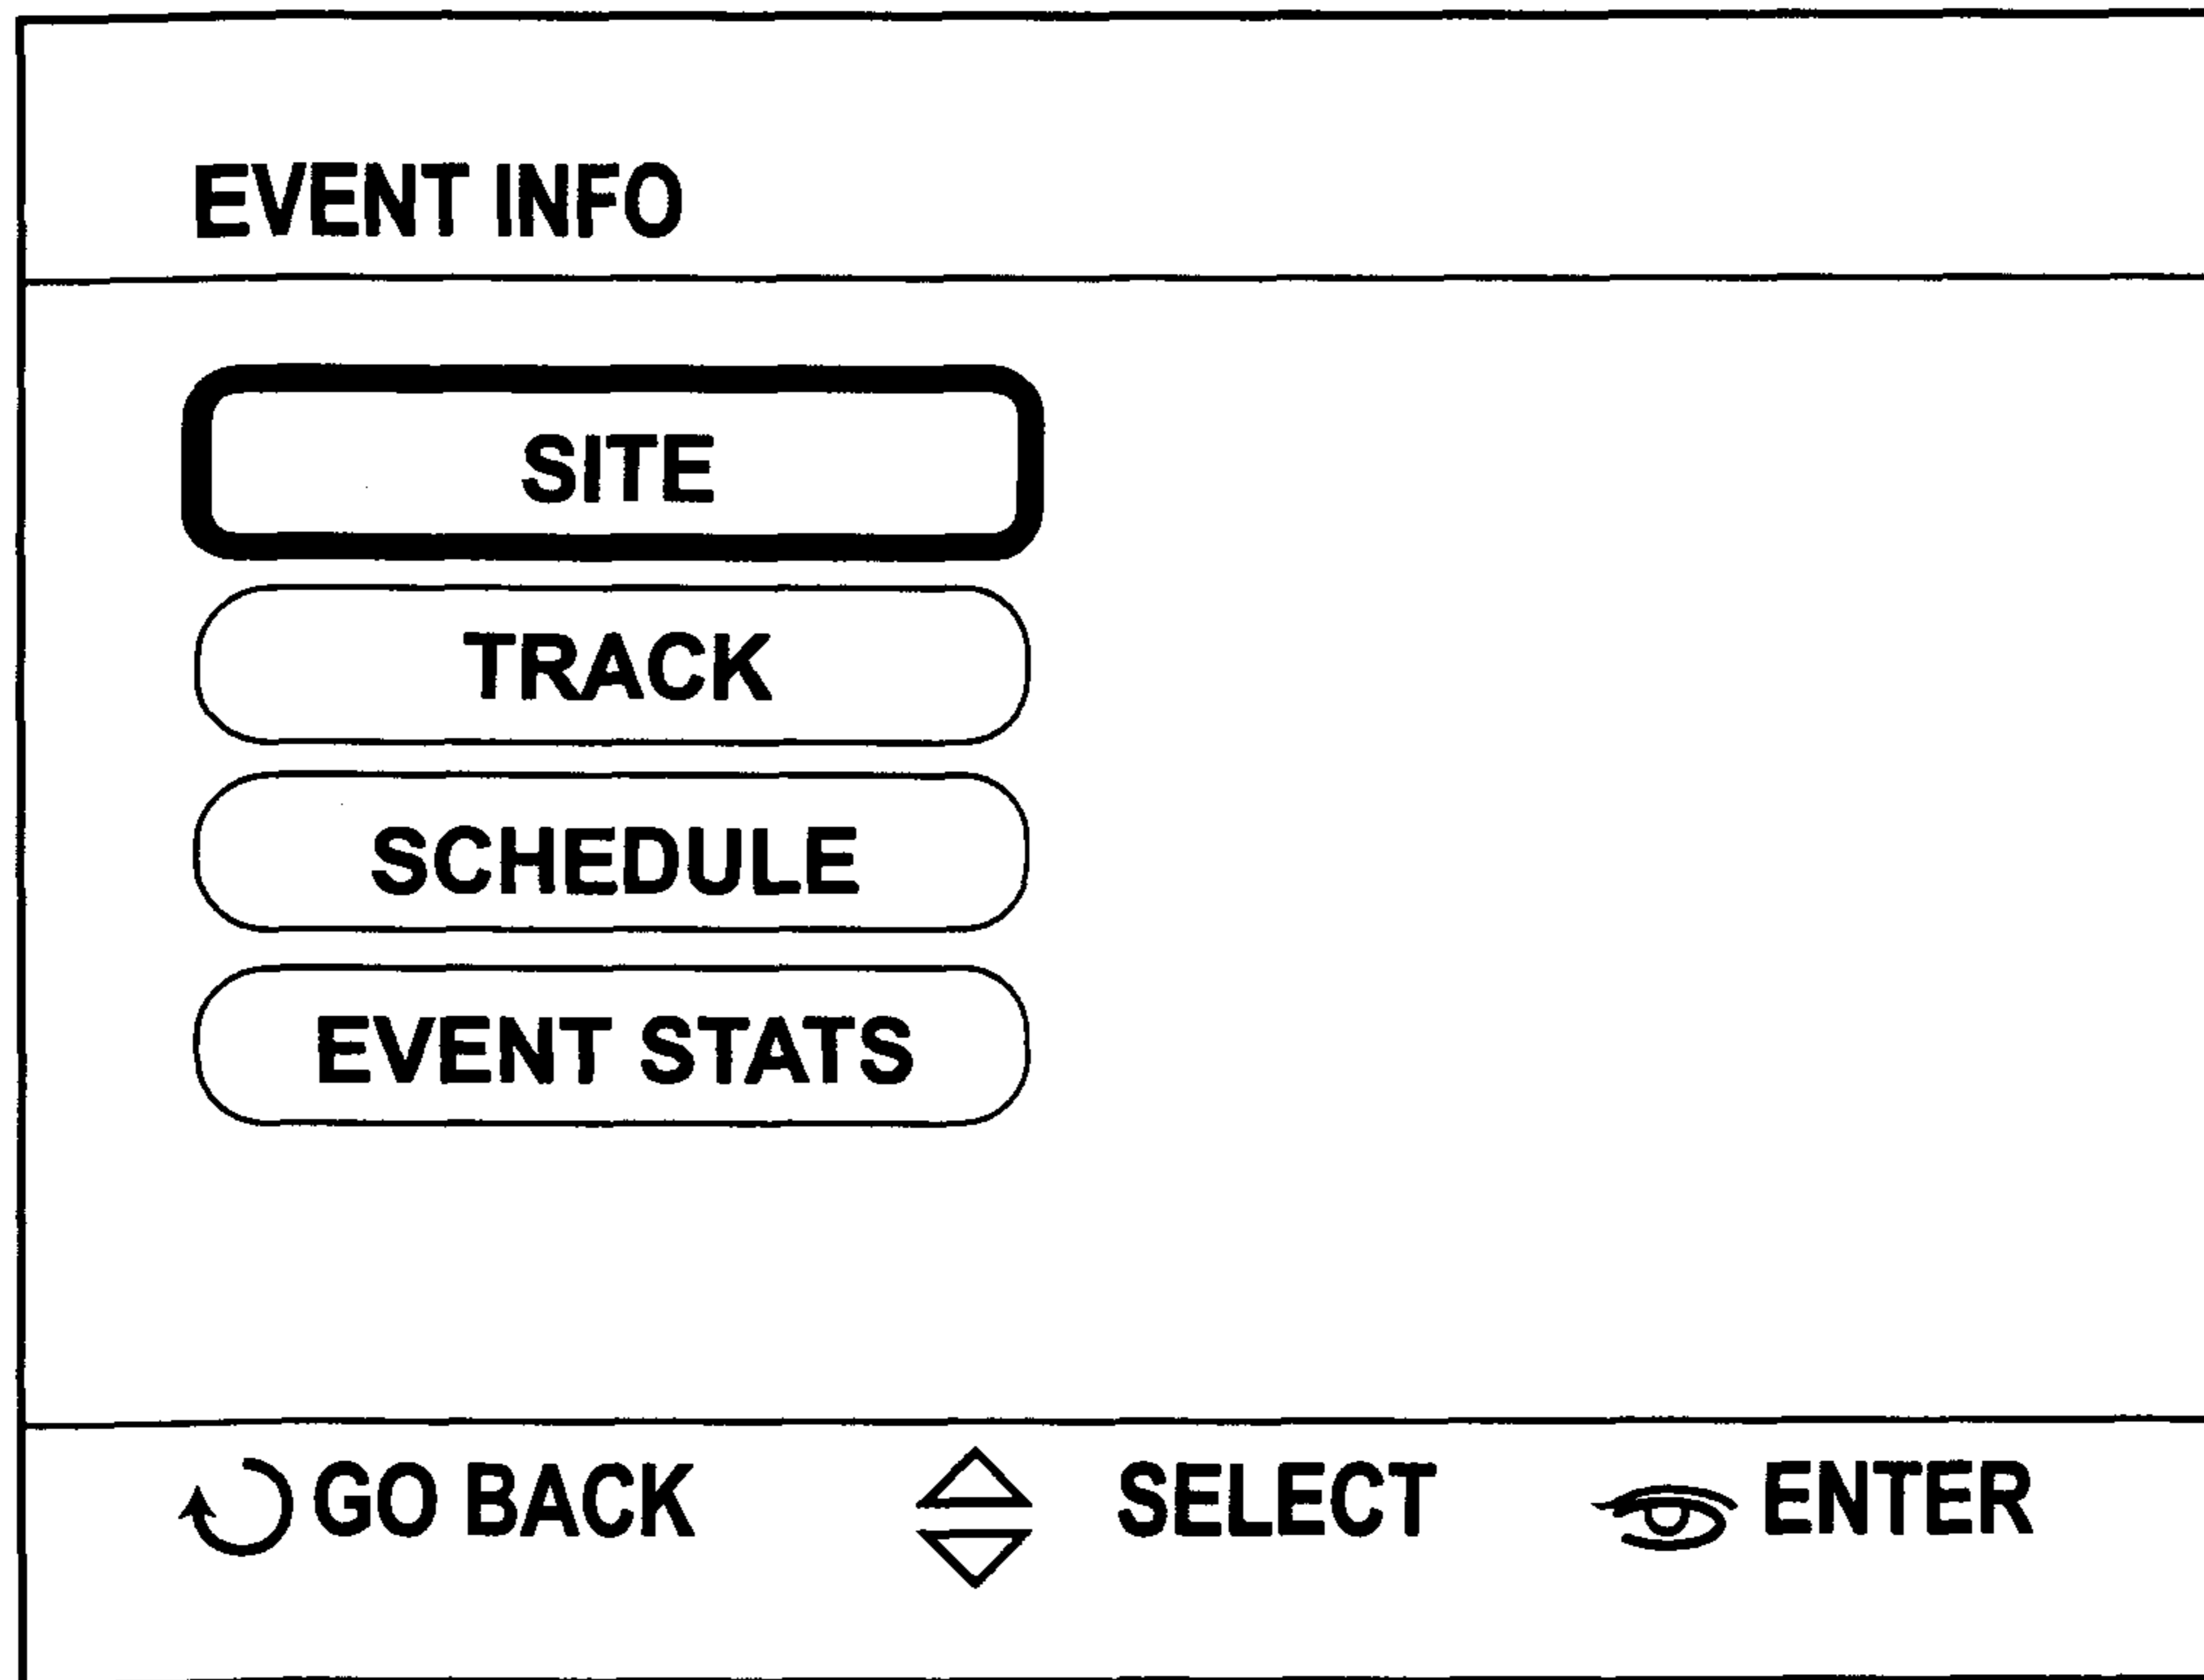 EVENT INFO
SITE
TRACK
SCHEDULE
EVENT STATS
GO BACK SELECT ENTER